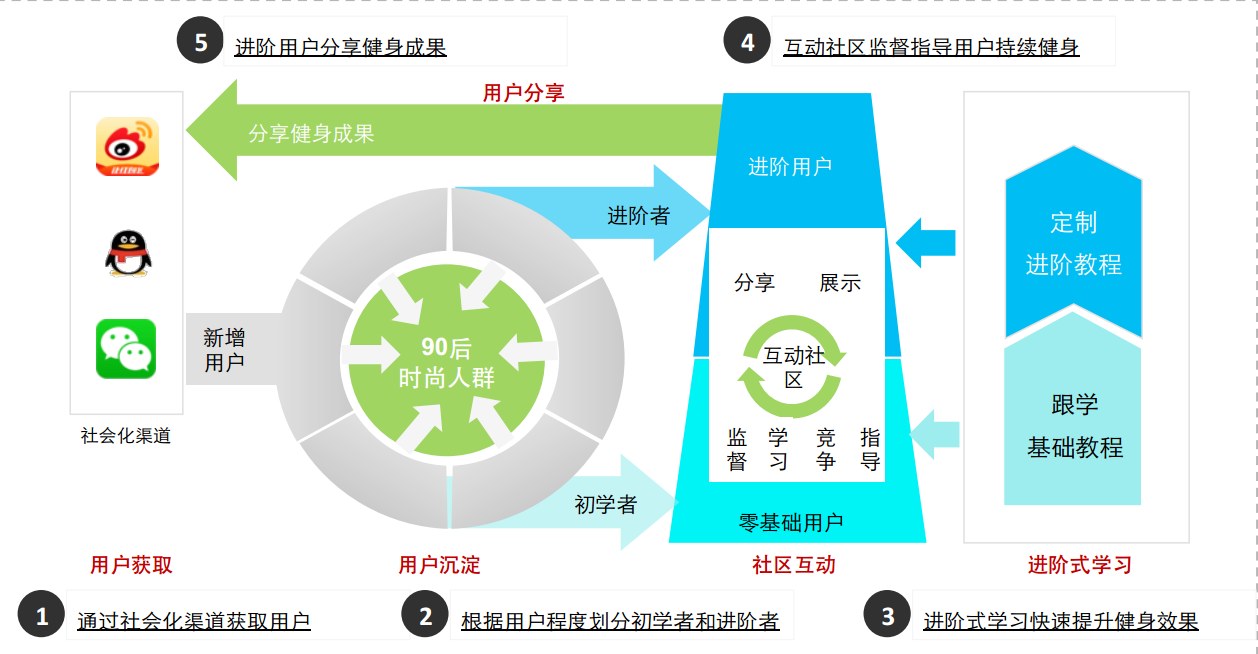 5
进阶用户分享健身成果
4
互动社区监督指导用户持续健身
用户分享
分享健身成果
进阶用户
进阶者
定制
进阶教程
分享
展示
新增
用户
90后
时尚人群
互动社
区
跟学
基础教程
社会化渠道
监
督
学
习
竞
争
指
导
初学者
零基础用户
用户获取
用户沉淀
社区互动
进阶式学习
1
通过社会化渠道获取用户
2
根据用户程度划分初学者和进阶者
3
进阶式学习快速提升健身效果